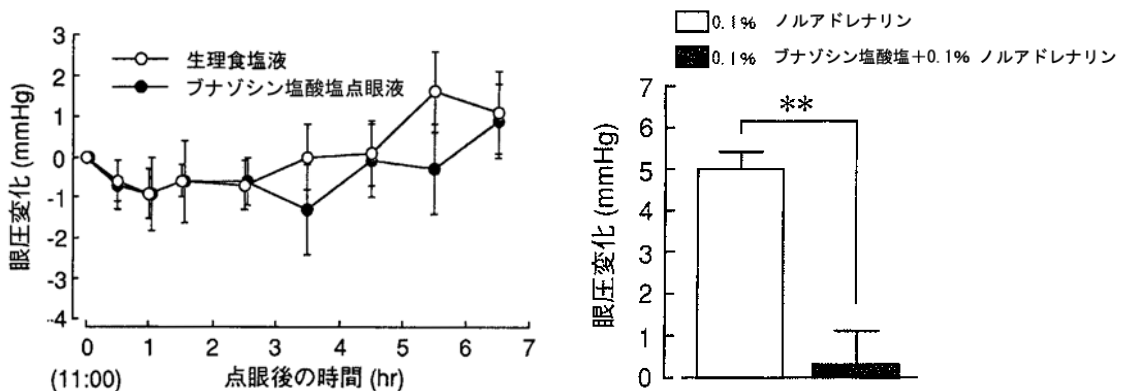 3
2
1
0
-1
-2
-3
-4
眼圧変化 (mmHg)
生理食塩液
ブナゾシン塩酸塩点眼液
0 1 2 3 4 5 6 7
(11:00)
点眼後の時間 (hr)
0.1% ノルアドレナリン
0.1% ブナゾシン塩酸塩+0.1% ノルアドレナリン
7
6
5
4
3
2
1
0
眼圧変化 (mmHg)
**